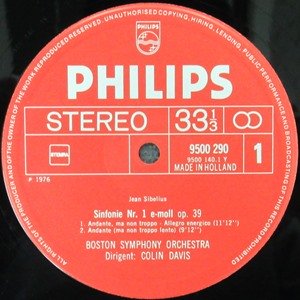 ALL RIGHTS OF THE MANUFACTURER AND OF THE OWNER OF THE WORK REPRODUCED RESERVED. UNAUTHORISED COPYING, HIRING, LENDING, PUBLIC PERFORMANCE AND BROADCASTING OF THIS RECORD PROHIBITED
PHILIPS
STEREO 33 1/3
9500 290
9500 140.1 Y
MADE IN HOLLAND
1
STEMRA
℗ 1976
Jean Sibelius
Sinfonie Nr. 1 e-moll op. 39
1. Andante, ma non troppo - Allegro energico (11'12'')
2. Andante (ma non troppo lento) (9'12'')
BOSTON SYMPHONY ORCHESTRA
Dirigent: COLIN DAVIS